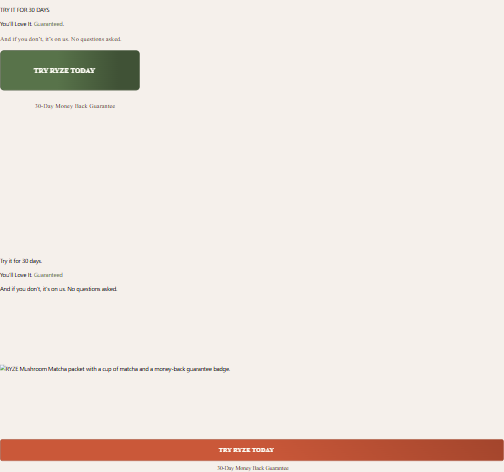 TRY IT FOR 30 DAYS
You'll Love It. Guaranteed.
And if you don't, it's on us. No questions asked.
TRY RYZE TODAY
30-Day Money Back Guarantee
Try it for 30 days.
You'll Love It. Guaranteed
And if you don't, it's on us. No questions asked.
RYZE Mushroom Matcha packet with a cup of matcha and a money-back guarantee badge.
TRY RYZE TODAY
30-Day Money Back Guarantee